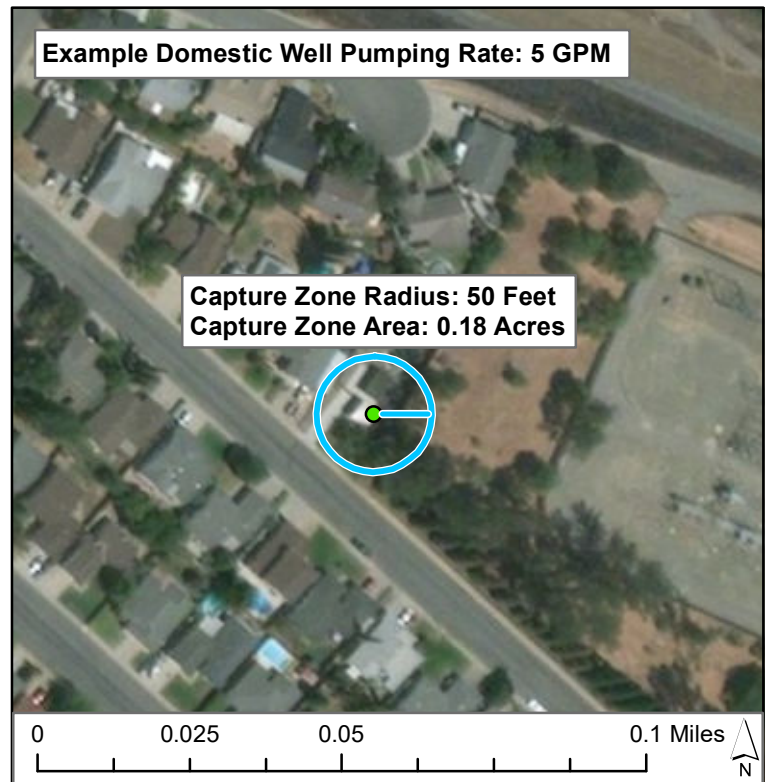 Example Domestic Well Pumping Rate: 5 GPM
Capture Zone Radius: 50 Feet
Capture Zone Area: 0.18 Acres
0 0.025 0.05 0.1 Miles
N